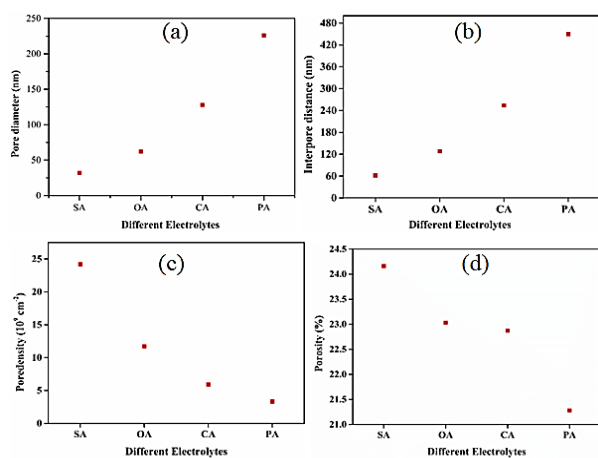 (a)
250
200
150
100
50
0
Pore diameter (nm)
SA OA CA PA
Different Electrolytes
(b)
480
420
360
300
240
180
120
60
0
Interpore distance (nm)
SA OA CA PA
Different Electrolytes
(c)
25
20
15
10
5
0
Poredensity (10⁹ cm⁻²)
SA OA CA PA
Different Electrolytes
(d)
24.5
24.0
23.5
23.0
22.5
22.0
21.5
21.0
Porosity (%)
SA OA CA PA
Different Electrolytes